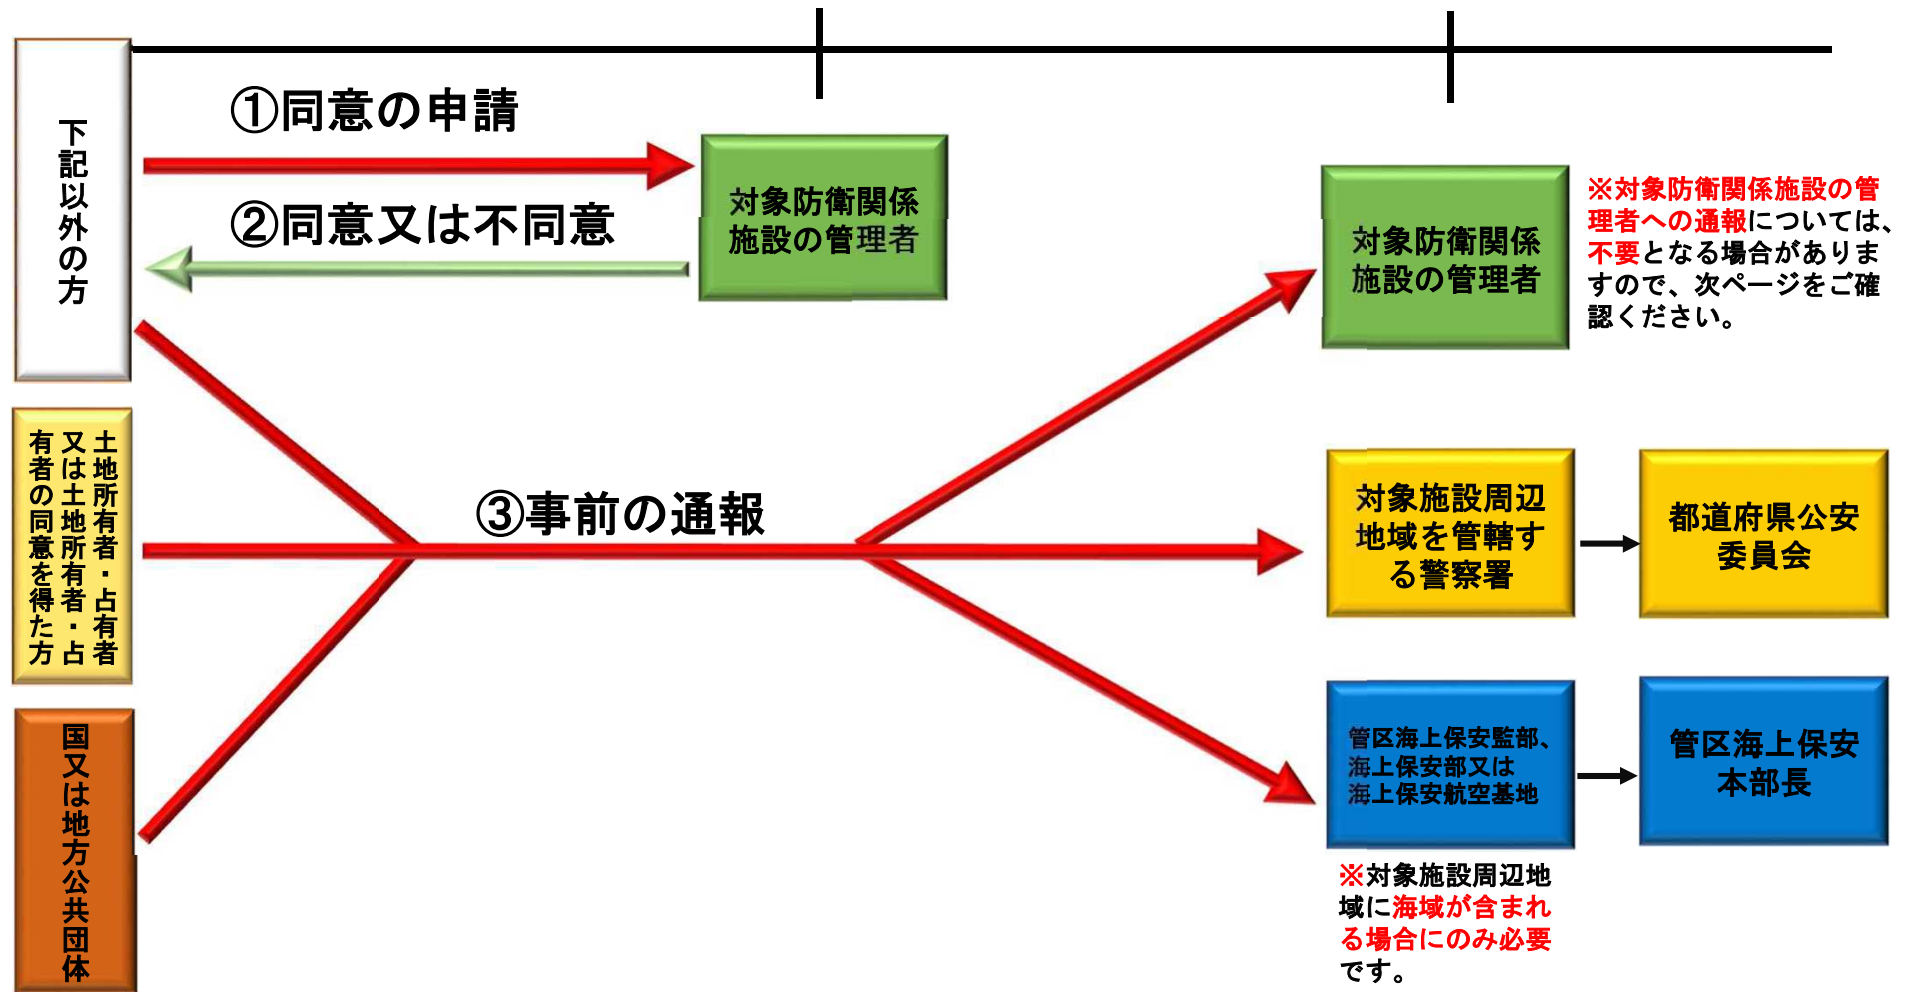 下記以外の方
①同意の申請
②同意又は不同意
対象防衛関係
施設の管理者
対象防衛関係
施設の管理者
※対象防衛関係施設の管
理者への通報については、
不要となる場合がありま
すので、次ページをご確
認ください。
土地所有者・占有者
又は土地所有者・占
有者の同意を得た方
③事前の通報
対象施設周辺
地域を管轄す
る警察署
都道府県公安
委員会
国又は地方公共団体
管区海上保安監部、
海上保安部又は
海上保安航空基地
管区海上保安
本部長
※対象施設周辺地
域に海域が含まれ
る場合にのみ必要
です。